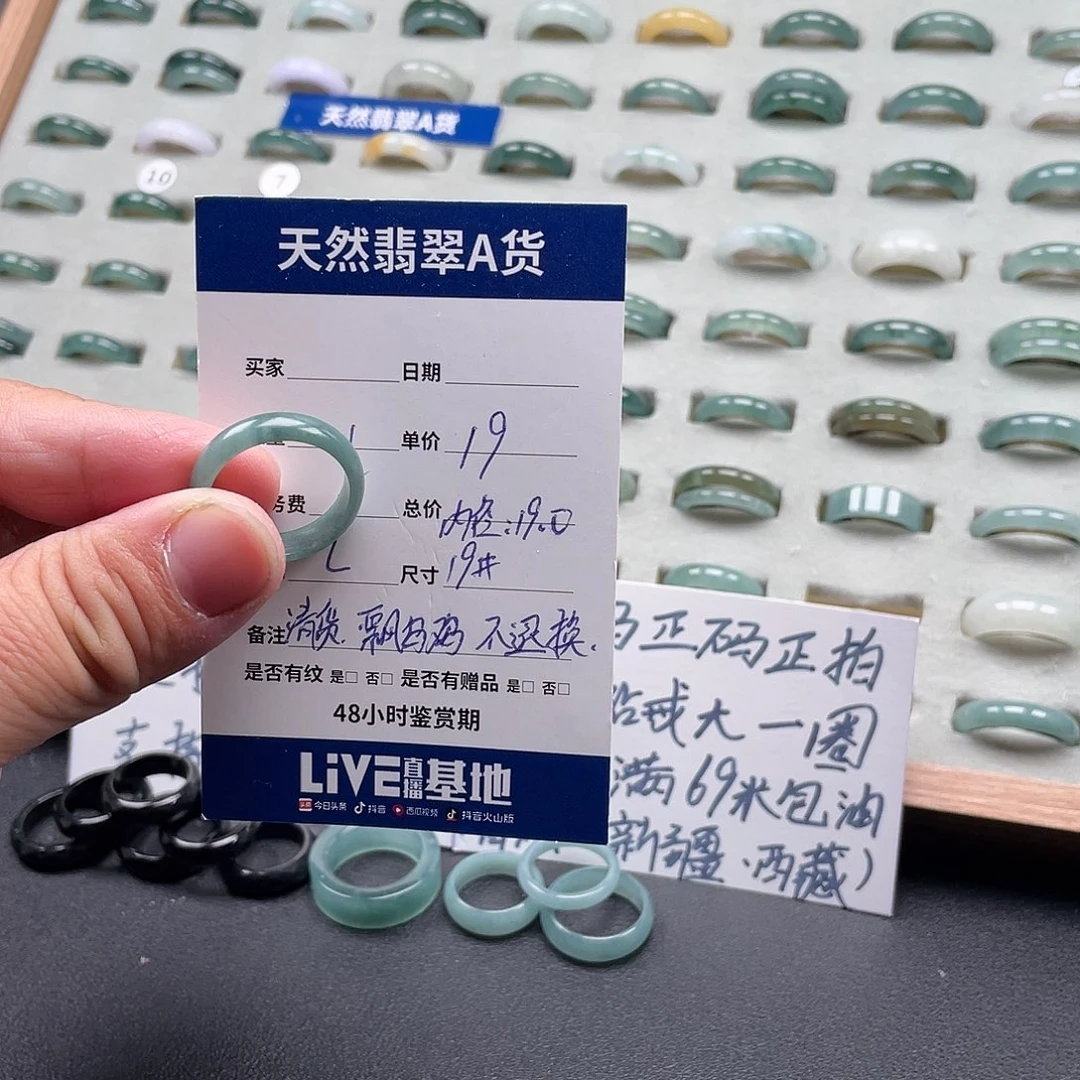 天然翡翠A货
10
7
天然翡翠A货
买家 日期
单价 19
务费 总价 内径:19.0
L 尺寸 19#
备注 清货. 不退换.
是否有纹 是□ 否□ 是否有赠品 是□ 否□
48小时鉴赏期
LiVE直播基地
今日头条 抖音 西瓜视频 抖音火山版
码正码正拍
戒大一圈
满69米包油
新疆.西藏)